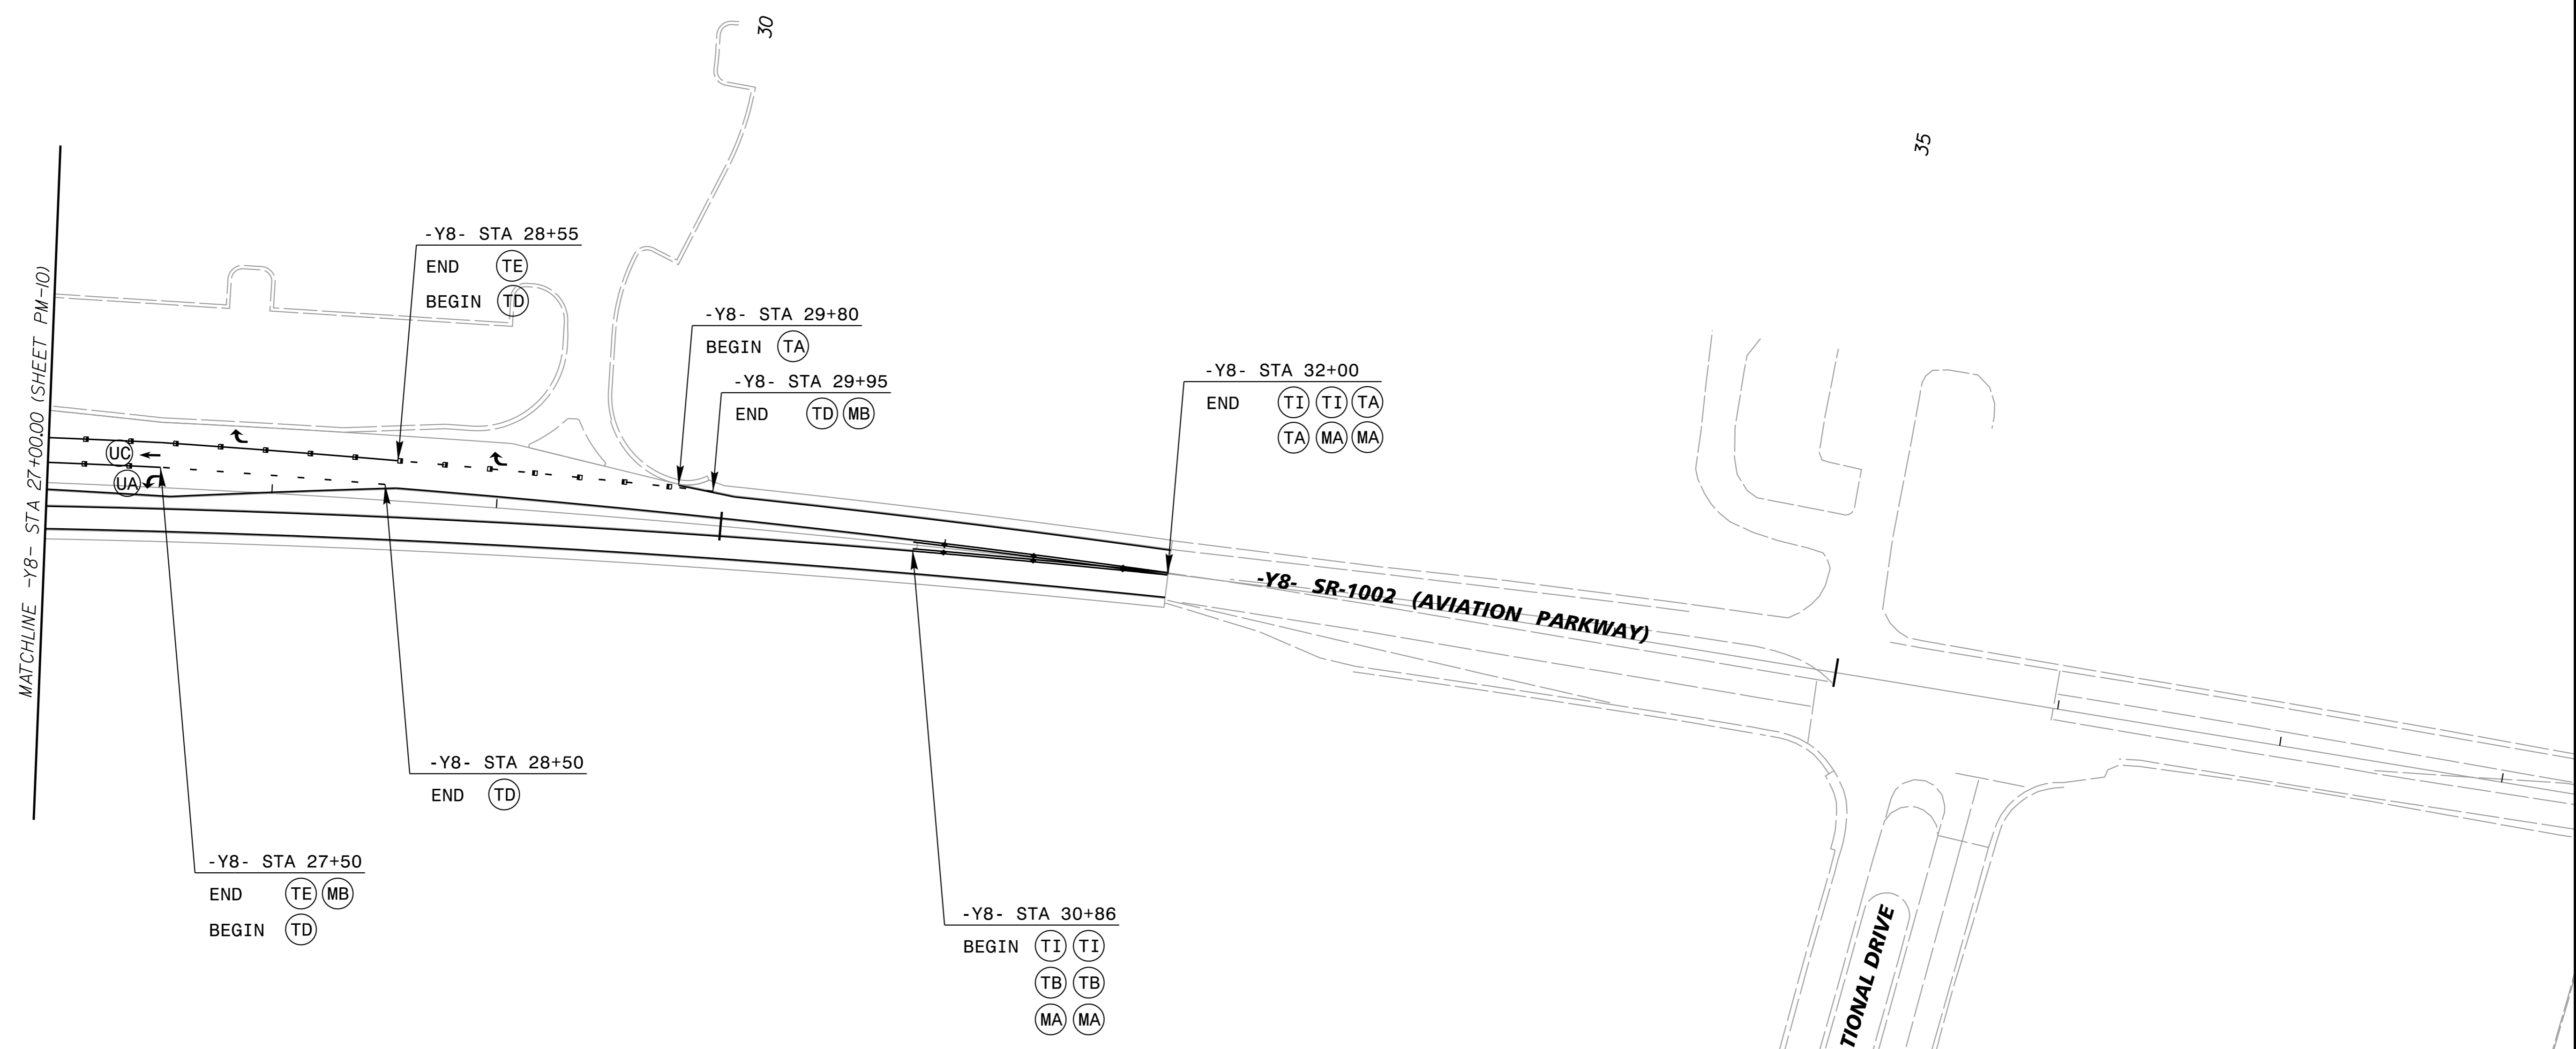 30
35
MATCHLINE -Y8- STA 27+00.00 (SHEET PM-10)
-Y8- STA 28+55
END TE
BEGIN TD
-Y8- STA 29+80
BEGIN TA
-Y8- STA 29+95
END TD MB
-Y8- STA 32+00
END TI TI TA
TA MA MA
UC
UA
-Y8- SR-1002 (AVIATION PARKWAY)
-Y8- STA 28+50
END TD
-Y8- STA 27+50
END TE MB
BEGIN TD
-Y8- STA 30+86
BEGIN TI TI
TB TB
MA MA
TIONAL DRIVE